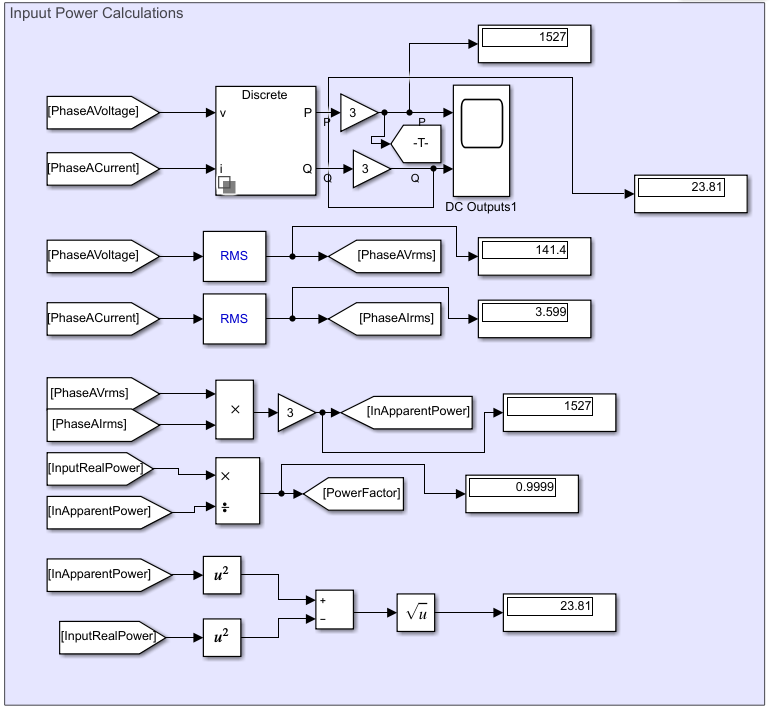 Inpuut Power Calculations
1527
Discrete
[PhaseAVoltage]
v
P
P
3
P
-T-
[PhaseACurrent]
i
Q
Q
3
Q
23.81
DC Outputs1
[PhaseAVoltage]
RMS
[PhaseAVrms]
141.4
[PhaseACurrent]
RMS
[PhaseAIrms]
3.599
[PhaseAVrms]
[PhaseAIrms]
×
3
[InApparentPower]
1527
[InputRealPower]
[InApparentPower]
×
÷
[PowerFactor]
0.9999
[InApparentPower]
u²
[InputRealPower]
u²
+
−
√u
23.81